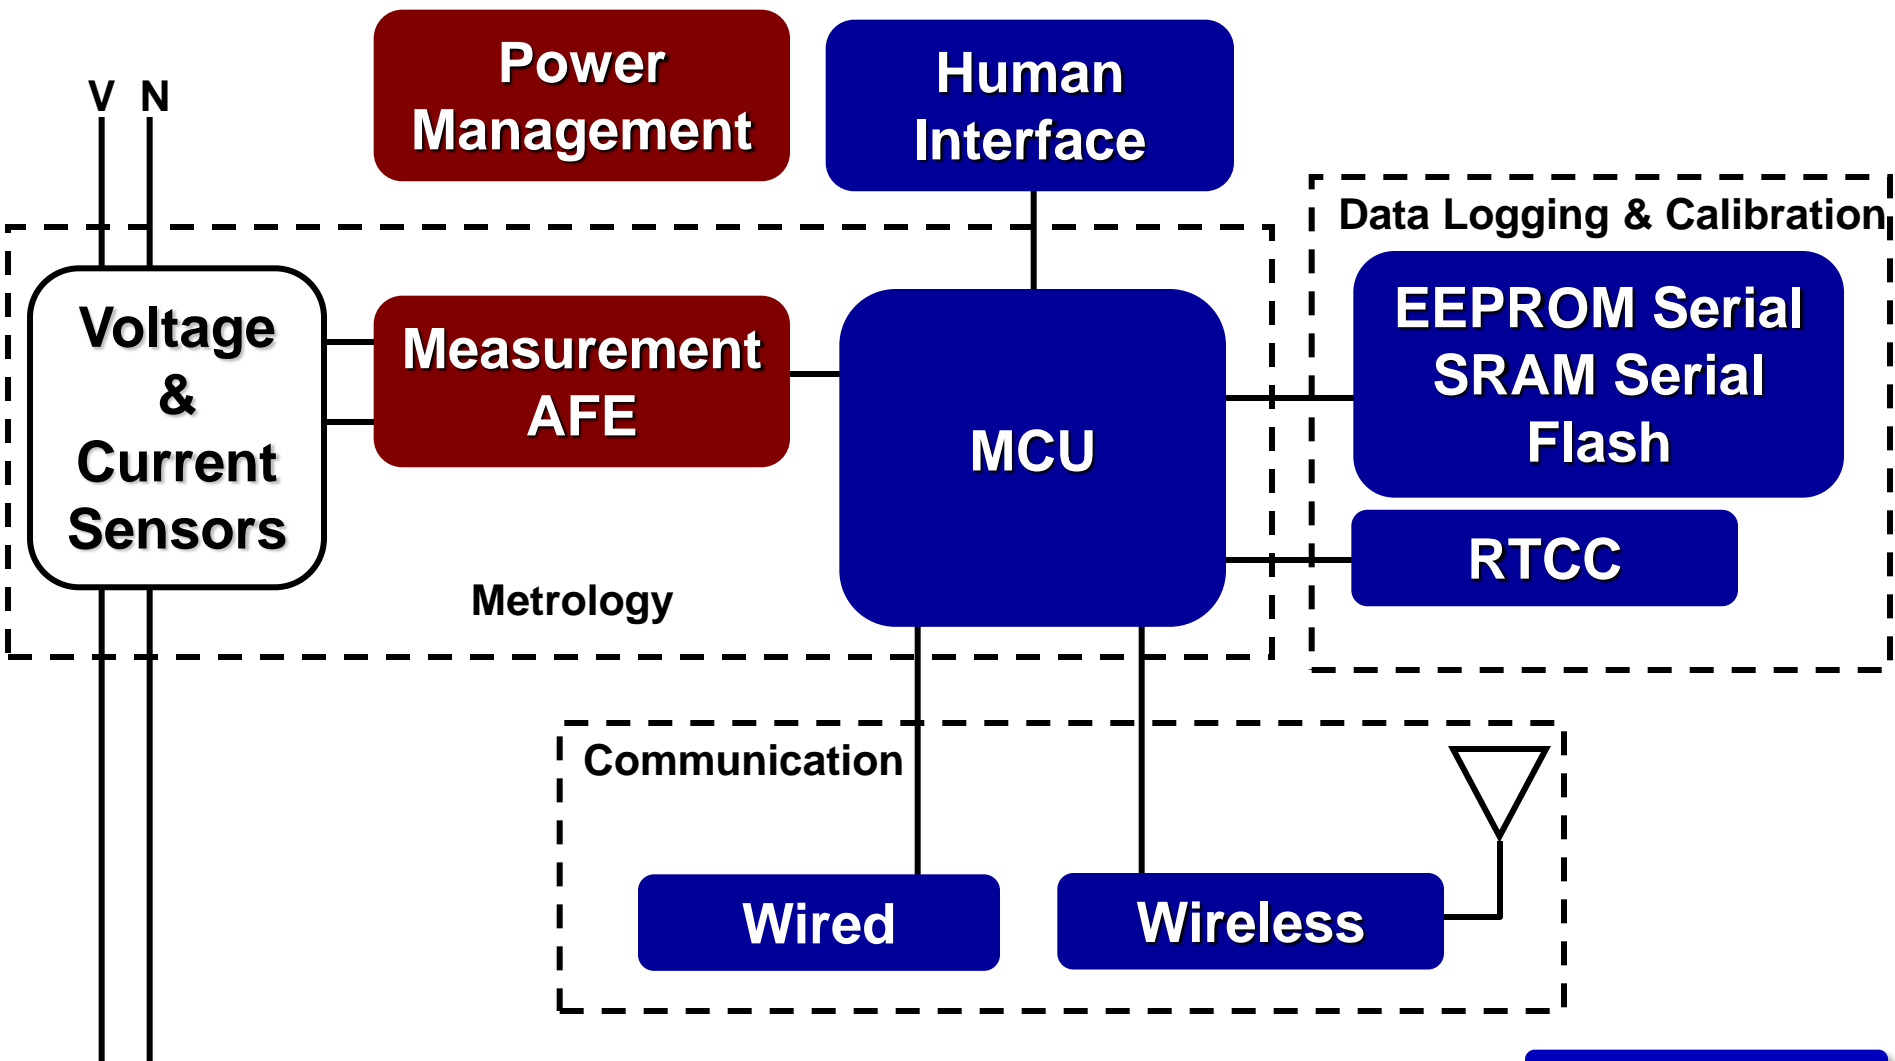 V N
Power
Management
Human
Interface
Data Logging & Calibration
Voltage
&
Current
Sensors
Measurement
AFE
MCU
EEPROM Serial
SRAM Serial
Flash
RTCC
Metrology
Communication
Wired
Wireless